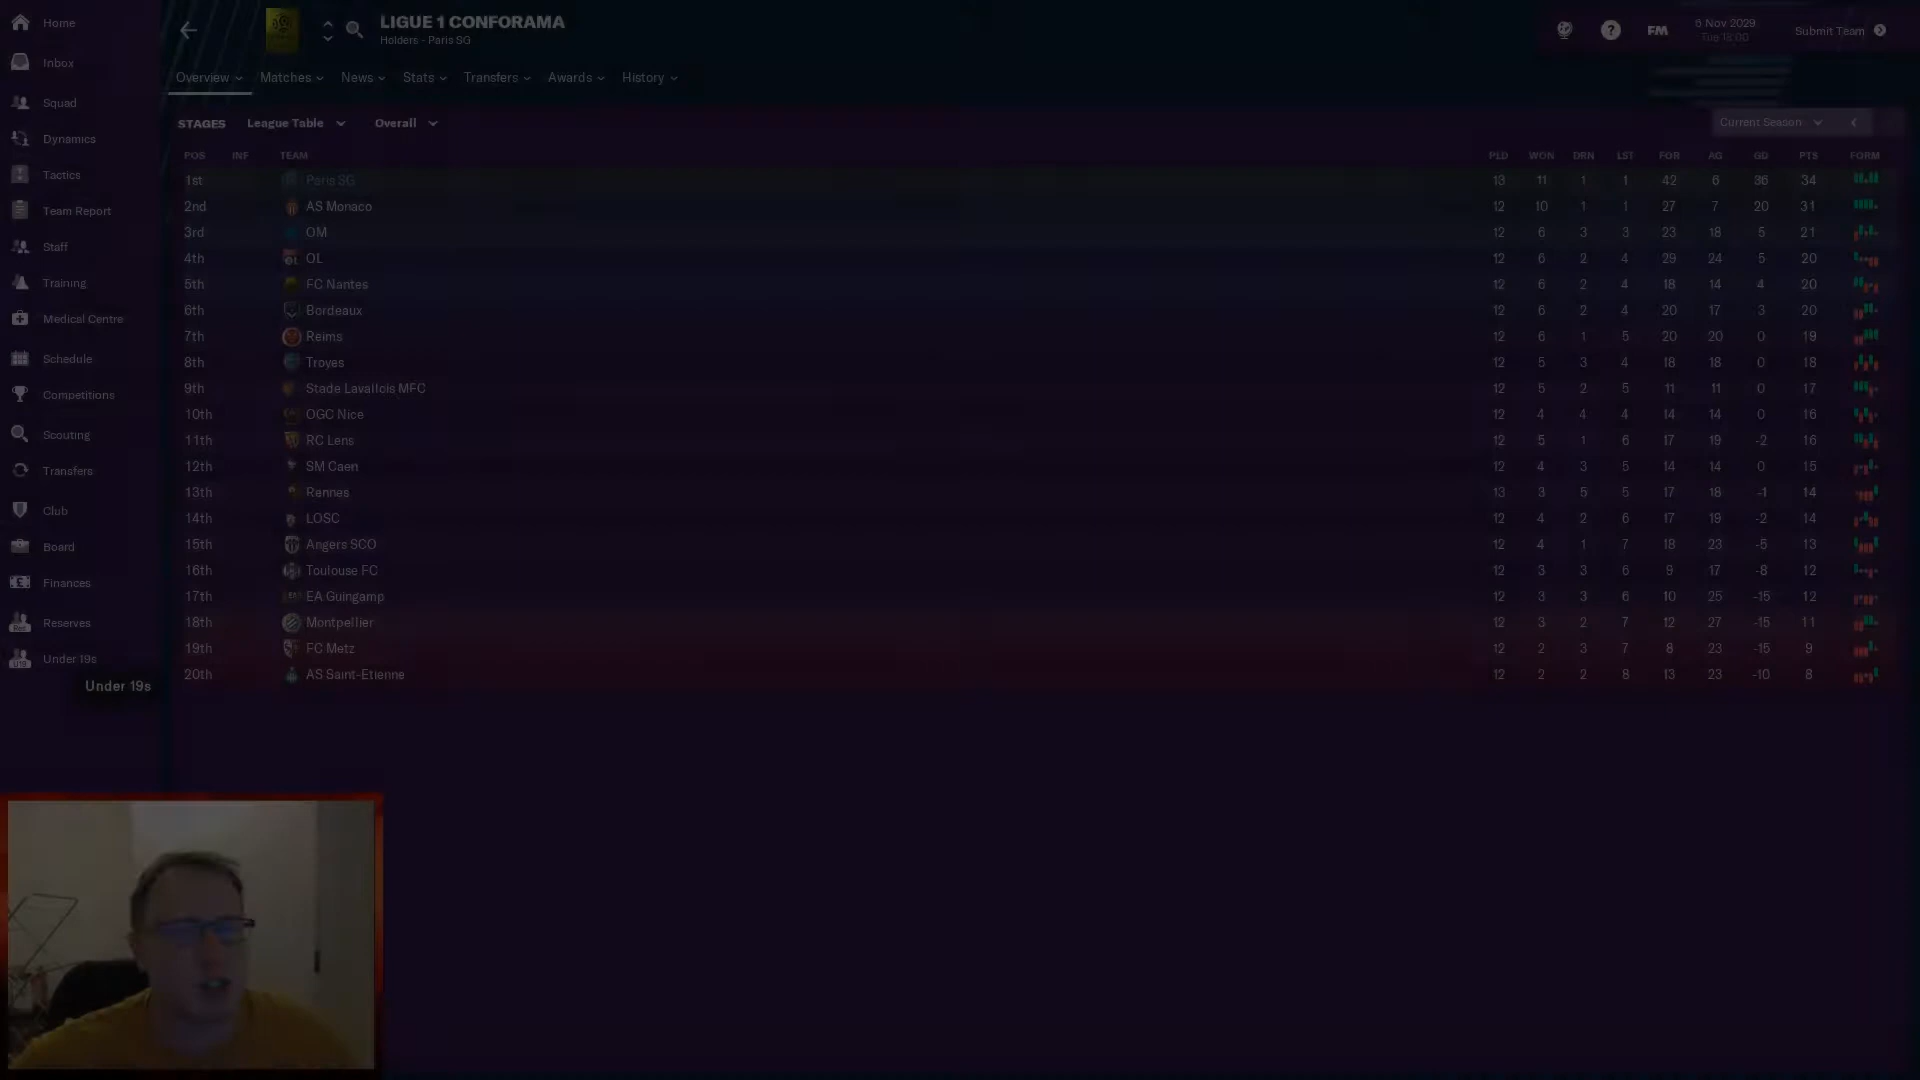 Home
Inbox
Squad
Dynamics
Tactics
Team Report
Staff
Training
Medical Centre
Schedule
Competitions
Scouting
Transfers
Club
Board
Finances
Reserves
Under 19s
Under 19s
LIGUE 1 CONFORAMA
Holders - Paris SG
FM
6 Nov 2029
Tue 18:00
Submit Team
Overview Matches News Stats Transfers Awards History
STAGES League Table Overall
Current Season
POS INF TEAM PLD WON DRN LST FOR AG GD PTS FORM
1st Paris SG 13 11 1 1 42 6 36 34
2nd AS Monaco 12 10 1 1 27 7 20 31
3rd OM 12 6 3 3 23 18 5 21
4th OL 12 6 2 4 29 24 5 20
5th FC Nantes 12 6 2 4 18 14 4 20
6th Bordeaux 12 6 2 4 20 17 3 20
7th Reims 12 6 1 5 20 20 0 19
8th Troyes 12 5 3 4 18 18 0 18
9th Stade Lavallois MFC 12 5 2 5 11 11 0 17
10th OGC Nice 12 4 4 4 14 14 0 16
11th RC Lens 12 5 1 6 17 19 -2 16
12th SM Caen 12 4 3 5 14 14 0 15
13th Rennes 13 3 5 5 17 18 -1 14
14th LOSC 12 4 2 6 17 19 -2 14
15th Angers SCO 12 4 1 7 18 23 -5 13
16th Toulouse FC 12 3 3 6 9 17 -8 12
17th EA Guingamp 12 3 3 6 10 25 -15 12
18th Montpellier 12 3 2 7 12 27 -15 11
19th FC Metz 12 2 3 7 8 23 -15 9
20th AS Saint-Etienne 12 2 2 8 13 23 -10 8